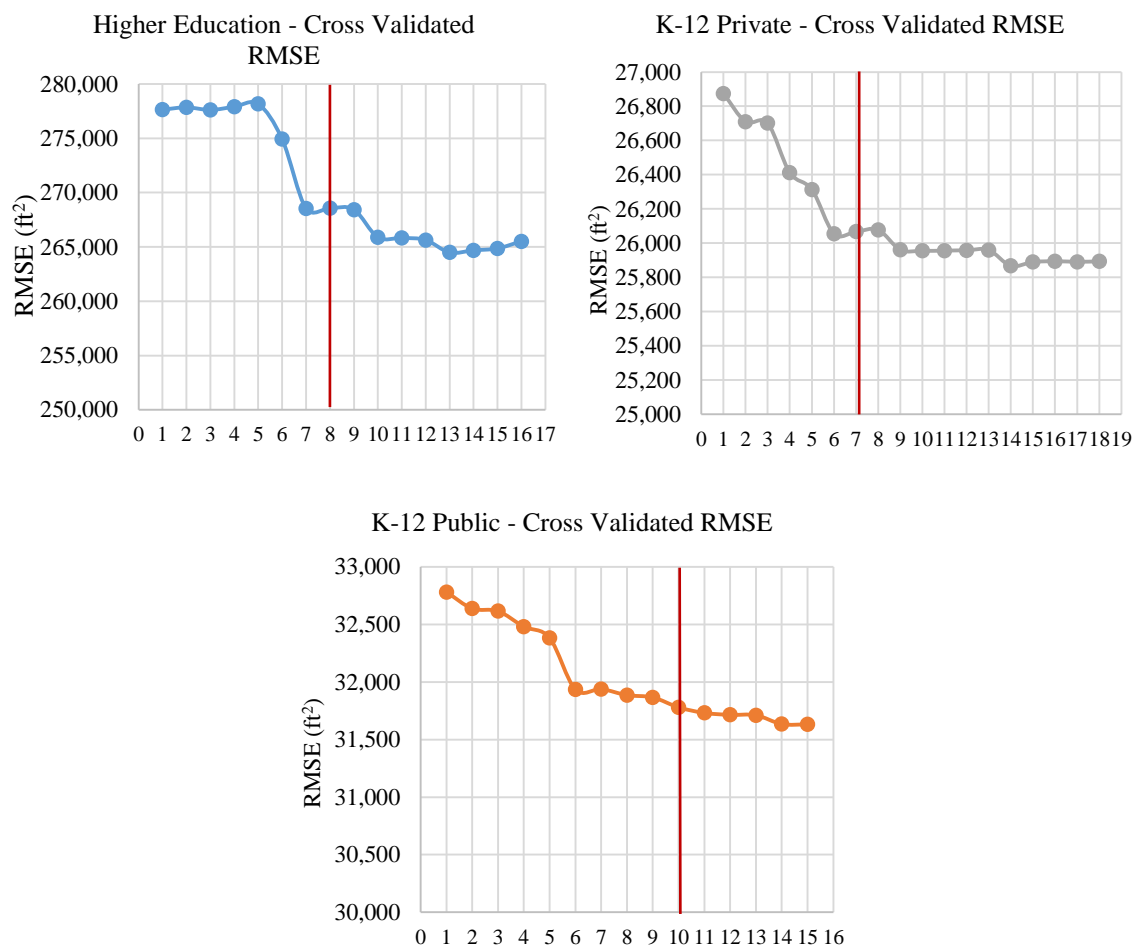 Higher Education - Cross Validated
RMSE
280,000
275,000
270,000
265,000
260,000
255,000
250,000
RMSE (ft²)
0 1 2 3 4 5 6 7 8 9 10 11 12 13 14 15 16 17
K-12 Private - Cross Validated RMSE
27,000
26,800
26,600
26,400
26,200
26,000
25,800
25,600
25,400
25,200
25,000
RMSE (ft²)
0 1 2 3 4 5 6 7 8 9 10 11 12 13 14 15 16 17 18 19
K-12 Public - Cross Validated RMSE
33,000
32,500
32,000
31,500
31,000
30,500
30,000
RMSE (ft²)
0 1 2 3 4 5 6 7 8 9 10 11 12 13 14 15 16